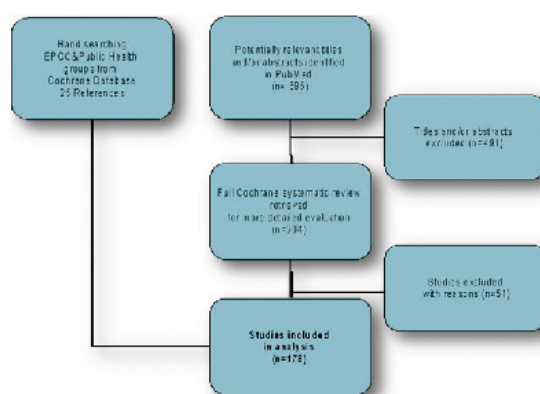 Hand searching
EPOC&Public Health
groups from
Cochrane Database
25 References
Potentially relevant titles
and/or abstracts identified
in PubMed
Titles and/or abstracts
excluded (n=491)
Full Cochrane systematic review
retrieved
for more detailed evaluation
Studies excluded
with reasons (n=51)
Studies included
in analysis
(n=178)